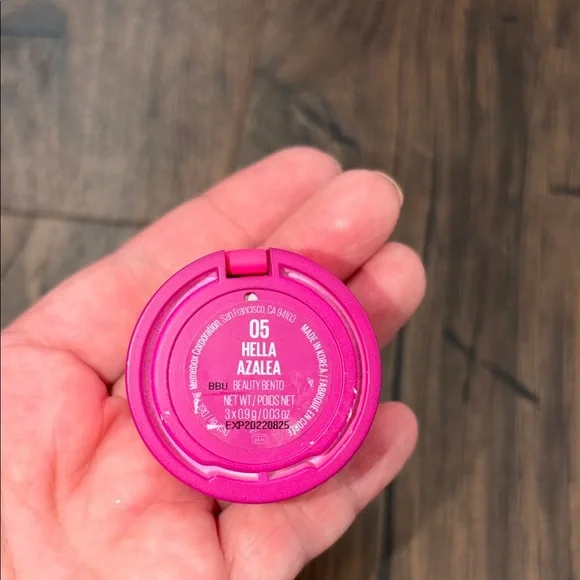 Memebox Corporation, San Francisco, CA 94103
05
HELLA
AZALEA
BBU BEAUTY BENTO
NET WT / POIDS NET
3 x 0.9 g / 0.03 oz
EXP20220825
MADE IN KOREA / FABRIQUÉ EN CORÉE